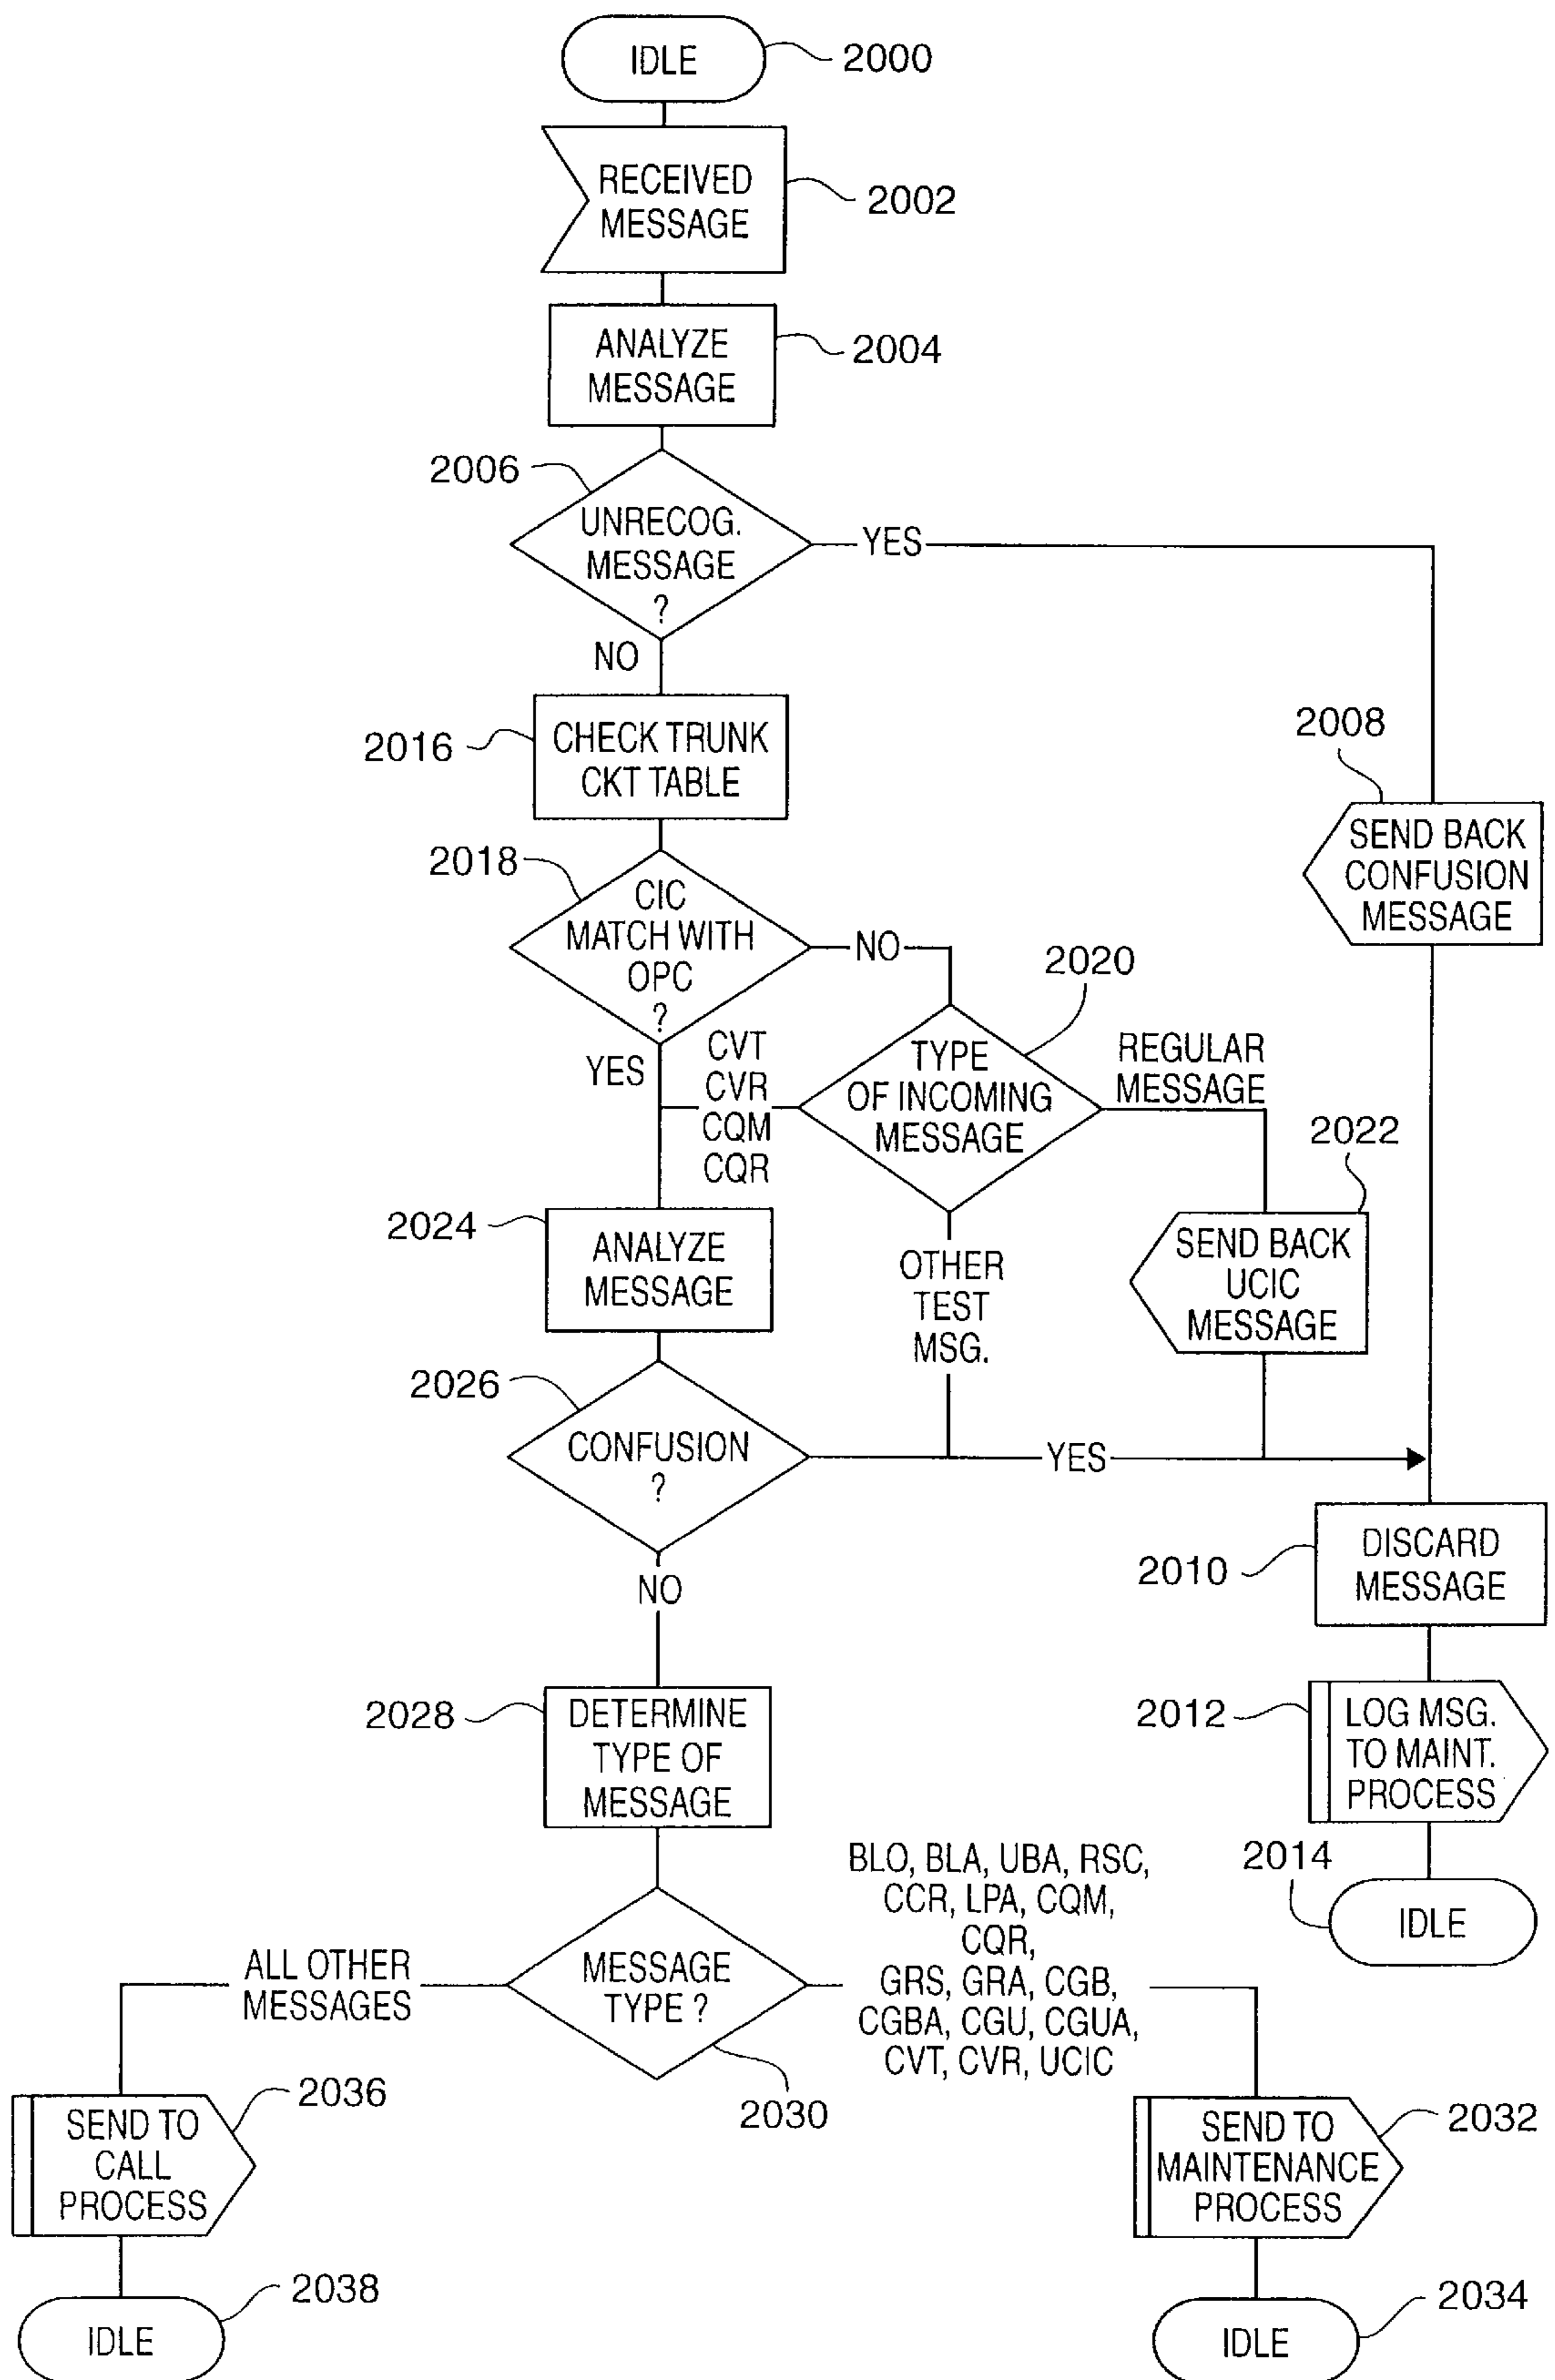 IDLE
2000
RECEIVED
MESSAGE
2002
ANALYZE
MESSAGE
2004
2006
UNRECOG.
MESSAGE
?
YES
NO
2016
CHECK TRUNK
CKT TABLE
2008
SEND BACK
CONFUSION
MESSAGE
2018
CIC
MATCH WITH
OPC
?
NO
2020
YES
CVT
CVR
CQM
CQR
TYPE
OF INCOMING
MESSAGE
REGULAR
MESSAGE
2022
SEND BACK
UCIC
MESSAGE
2024
ANALYZE
MESSAGE
OTHER
TEST
MSG.
2026
CONFUSION
?
YES
NO
2010
DISCARD
MESSAGE
2028
DETERMINE
TYPE OF
MESSAGE
2012
LOG MSG.
TO MAINT.
PROCESS
2014
IDLE
MESSAGE
TYPE ?
2030
ALL OTHER
MESSAGES
BLO, BLA, UBA, RSC,
CCR, LPA, CQM,
CQR,
GRS, GRA, CGB,
CGBA, CGU, CGUA,
CVT, CVR, UCIC
2036
SEND TO
CALL
PROCESS
2032
SEND TO
MAINTENANCE
PROCESS
2038
IDLE
2034
IDLE